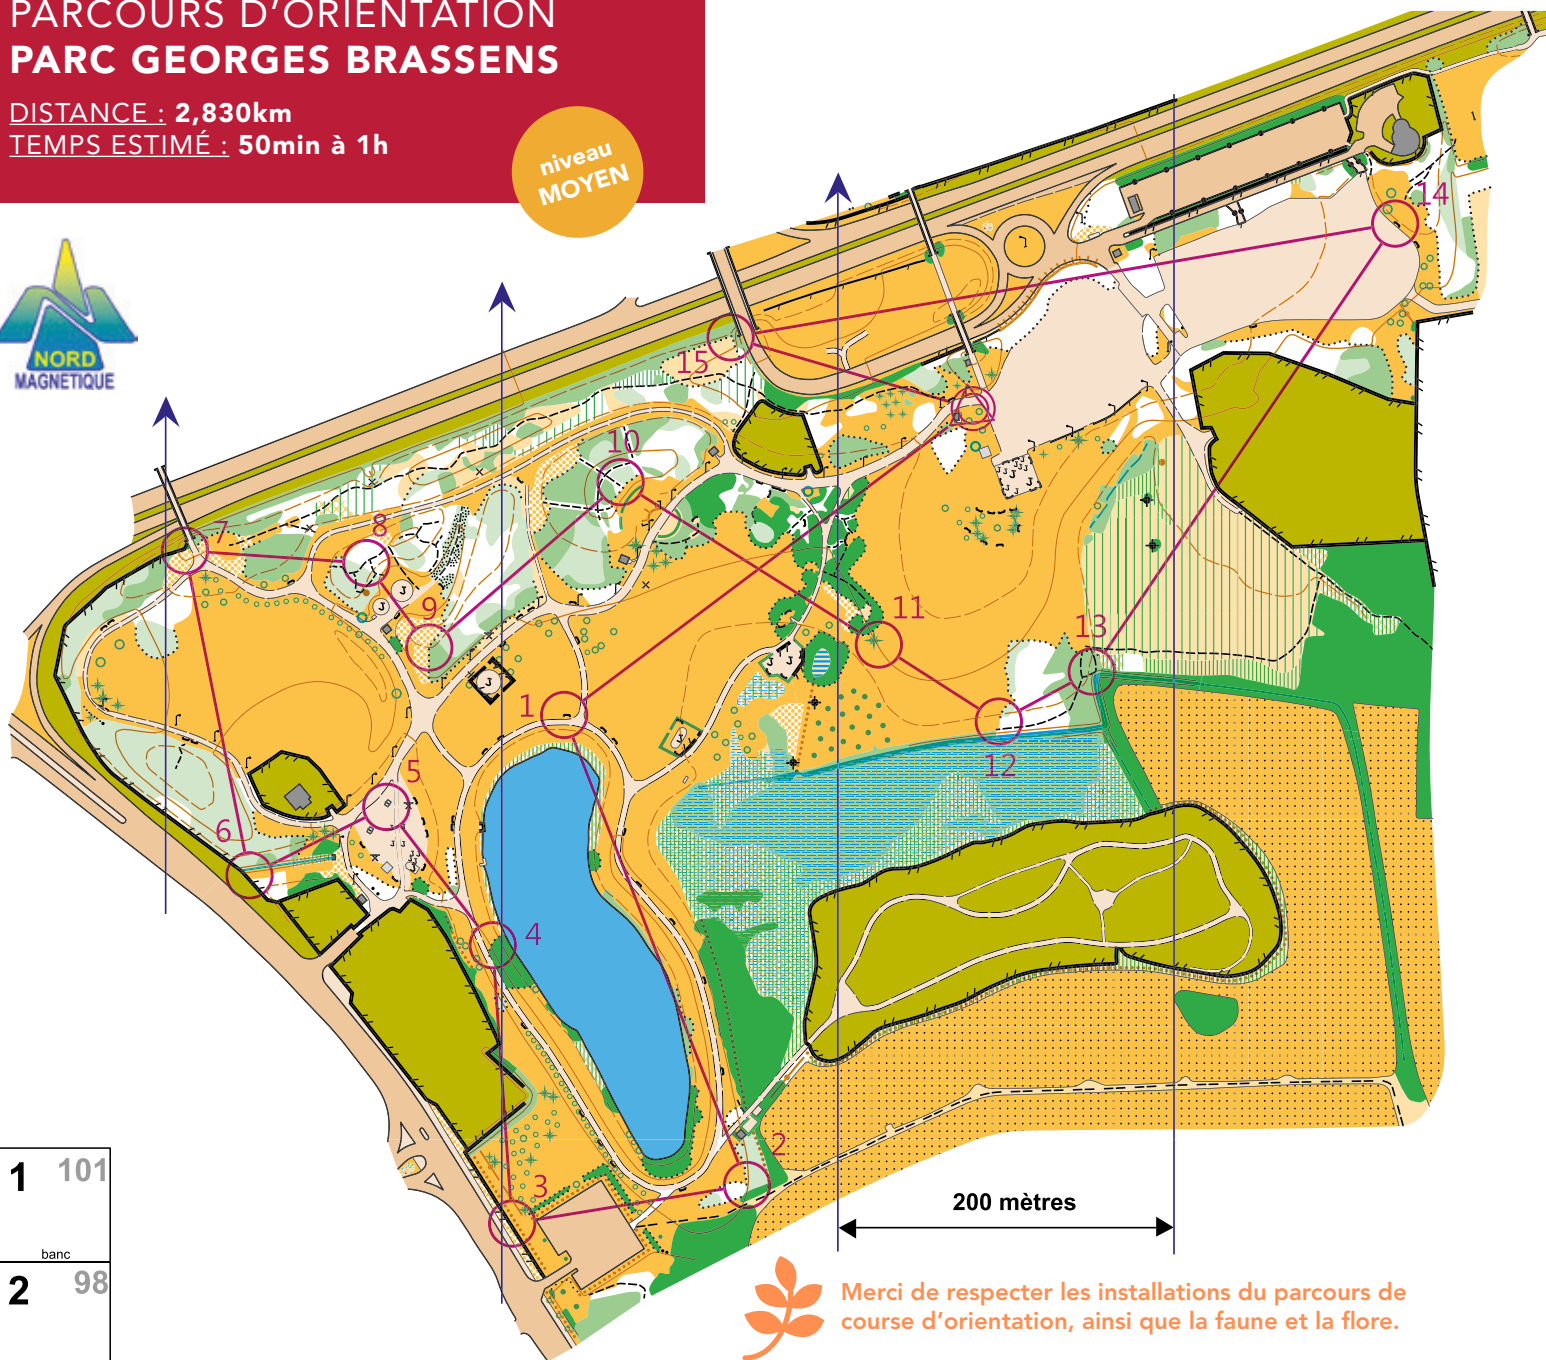 PARCOURS D'ORIENTATION
PARC GEORGES BRASSENS
DISTANCE : 2,830km
TEMPS ESTIMÉ : 50min à 1h
niveau
MOYEN
NORD
MAGNETIQUE
14
15
10
7
8
9
11
13
1
12
5
6
4
2
3
200 mètres
1 101
banc
2 98
Merci de respecter les installations du parcours de
course d'orientation, ainsi que la faune et la flore.